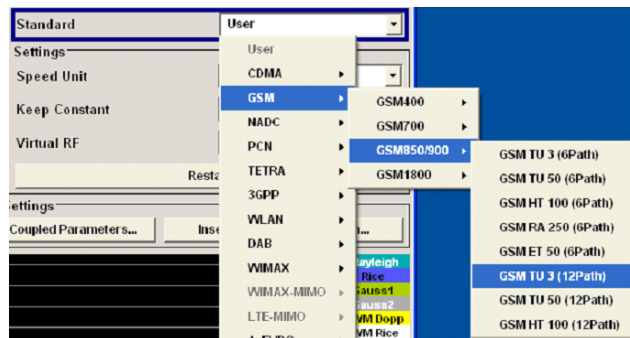 Standard
User
Settings
Speed Unit
Keep Constant
Virtual RF
User
CDMA
GSM
NADC
PCN
TETRA
3GPP
WLAN
DAB
WIMAX
WIMAX-MIMO
LTE-MIMO
GSM400
GSM700
GSM850/900
GSM1800
GSM TU 3 (6Path)
GSM TU 50 (6Path)
GSM HT 100 (6Path)
GSM RA 250 (6Path)
GSM ET 50 (6Path)
GSM TU 3 (12Path)
GSM TU 50 (12Path)
GSM HT 100 (12Path)
Resta
ettings
Coupled Parameters...
Inse
...
ayleigh
Rice
Gauss1
auss2
WM Dopp
WM Rice